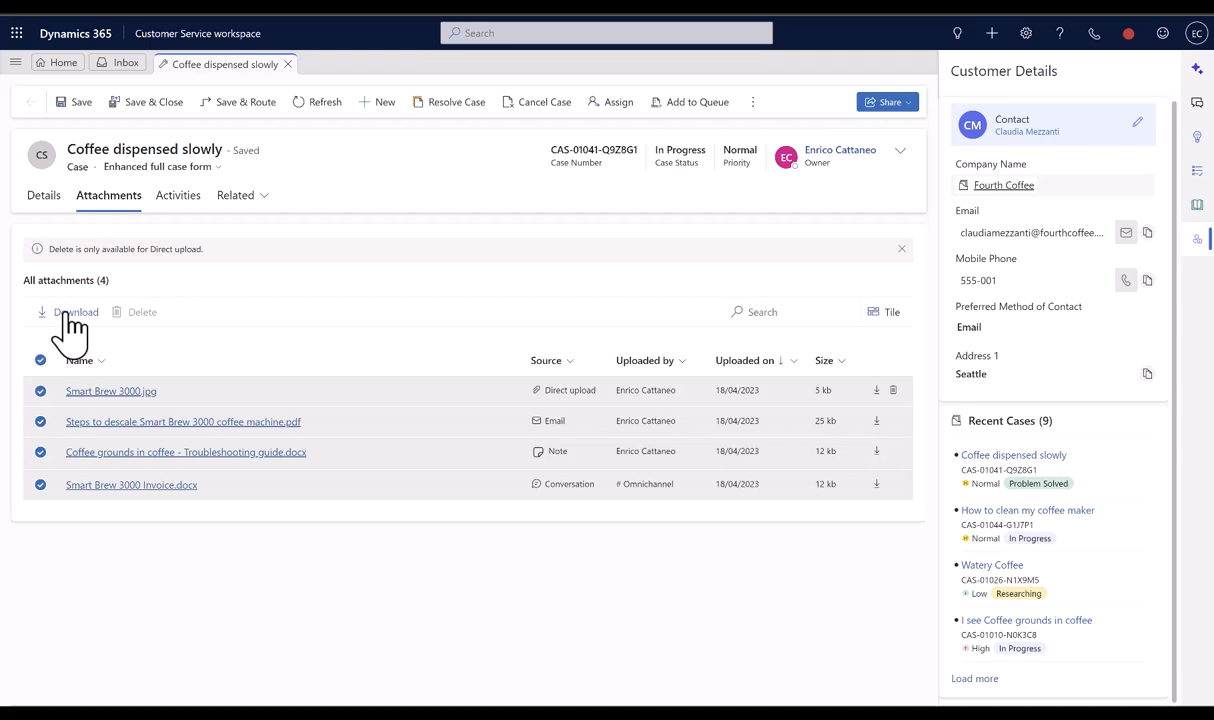 Dynamics 365 Customer Service workspace Search EC
Home Inbox Coffee dispensed slowly
Save Save & Close Save & Route Refresh New Resolve Case Cancel Case Assign Add to Queue Share
CS Coffee dispensed slowly - Saved
Case · Enhanced full case form
CAS-01041-Q9Z8G1
Case Number
In Progress
Case Status
Normal
Priority
EC
Enrico Cattaneo
Owner
Details Attachments Activities Related
Delete is only available for Direct upload.
All attachments (4)
Download Delete Search Tile
Name Source Uploaded by Uploaded on Size
Smart Brew 3000.jpg Direct upload Enrico Cattaneo 18/04/2023 5 kb
Steps to descale Smart Brew 3000 coffee machine.pdf Email Enrico Cattaneo 18/04/2023 25 kb
Coffee grounds in coffee - Troubleshooting guide.docx Note Enrico Cattaneo 18/04/2023 12 kb
Smart Brew 3000 Invoice.docx Conversation # Omnichannel 18/04/2023 12 kb
Customer Details
CM
Contact
Claudia Mezzanti
Company Name
Fourth Coffee
Email
claudiamezzanti@fourthcoffee....
Mobile Phone
555-001
Preferred Method of Contact
Email
Address 1
Seattle
Recent Cases (9)
Coffee dispensed slowly
CAS-01041-Q9Z8G1
Normal Problem Solved
How to clean my coffee maker
CAS-01044-G1J7P1
Normal In Progress
Watery Coffee
CAS-01026-N1X9M5
Low Researching
I see Coffee grounds in coffee
CAS-01010-N0K3C8
High In Progress
Load more